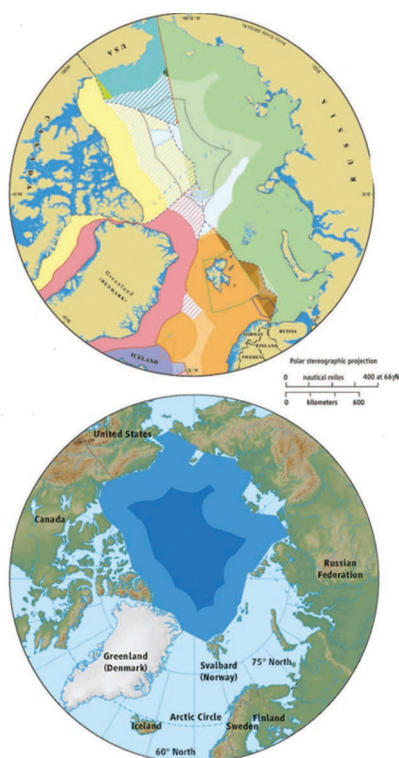 USA
CANADA
RUSSIA
Greenland
(DENMARK)
ICELAND
NORWAY
SWEDEN
FINLAND
RUSSIA
Polar stereographic projection
0 nautical miles 400 at 66
0 kilometers 600
United States
Canada
Russian
Federation
Greenland
(Denmark)
Svalbard
(Norway)
75° North
Arctic Circle
Iceland
Sweden
Finland
60° North